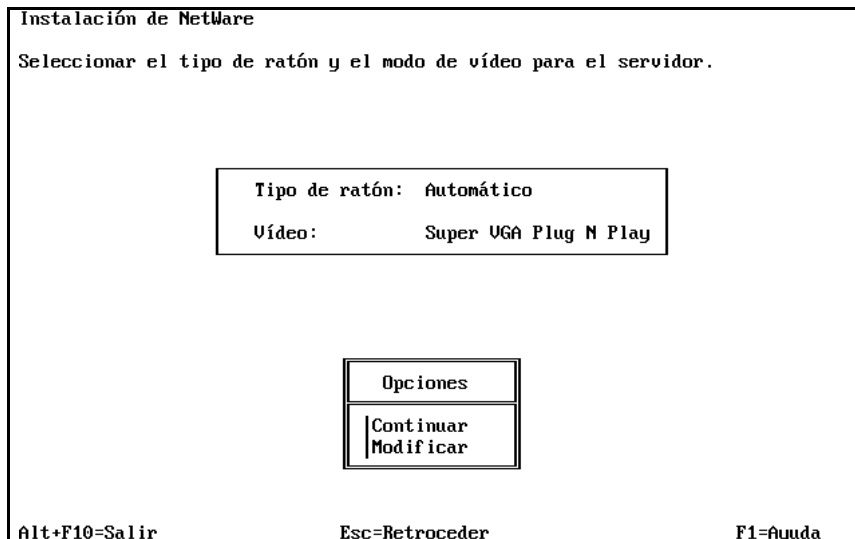 Instalación de NetWare
Seleccionar el tipo de ratón y el modo de vídeo para el servidor.
Tipo de ratón: Automático
Vídeo: Super VGA Plug N Play
Opciones
Continuar
Modificar
Alt+F10=Salir Esc=Retroceder F1=Ayuda